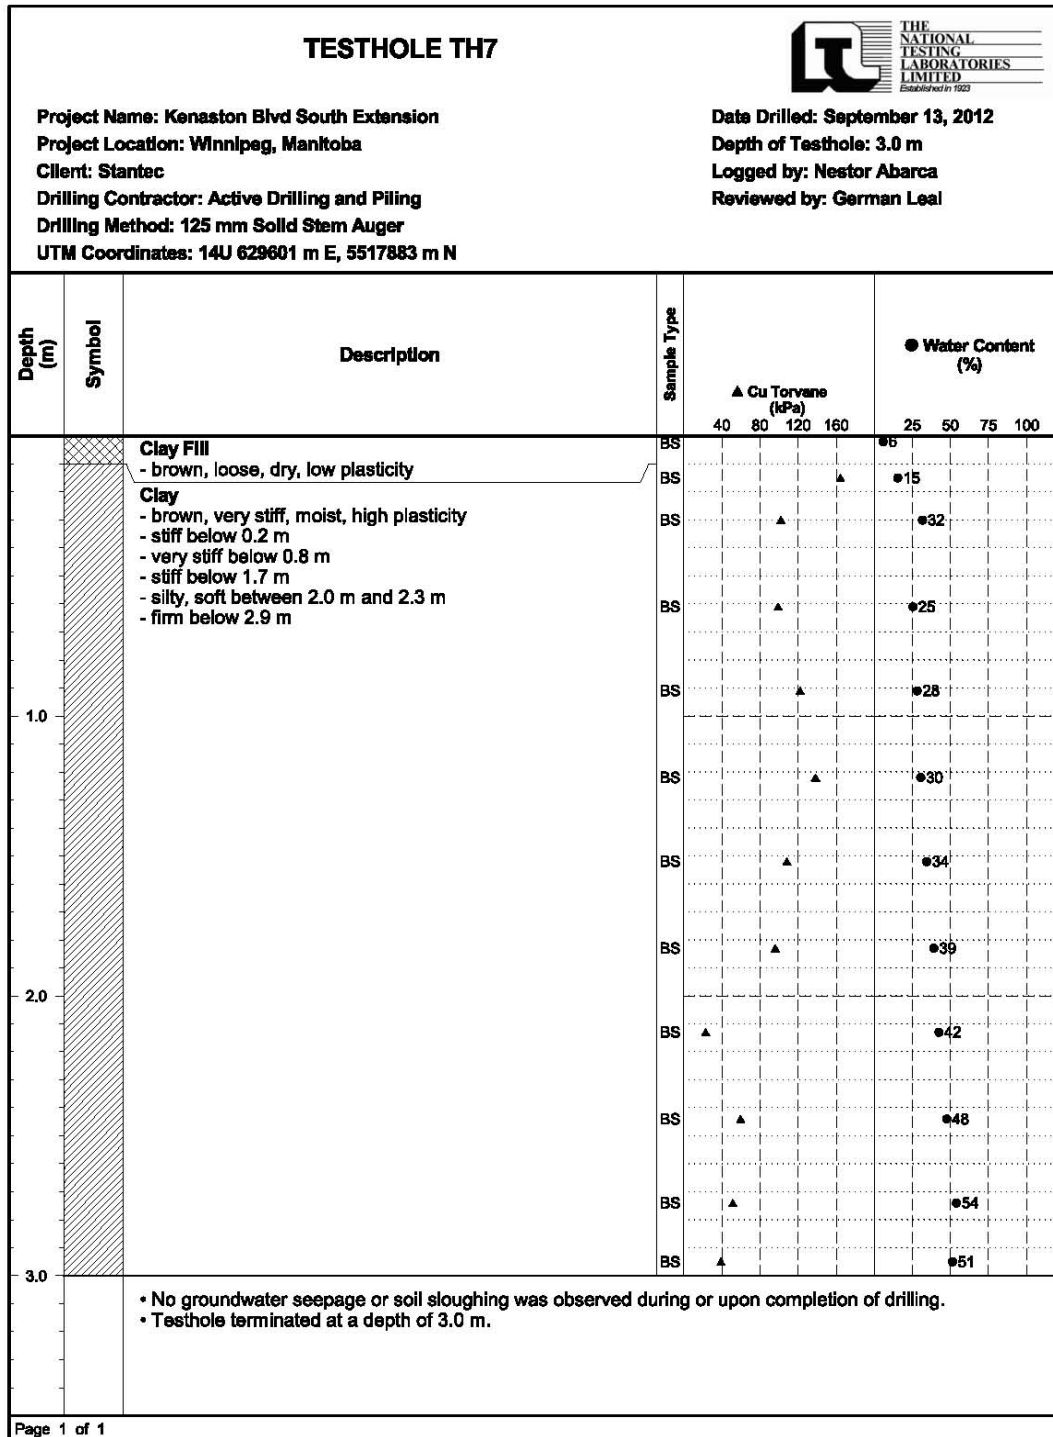 TESTHOLE TH7
THE
NATIONAL
TESTING
LABORATORIES
LIMITED
Established in 1923
Project Name: Kenaston Blvd South Extension
Project Location: Winnipeg, Manitoba
Client: Stantec
Drilling Contractor: Active Drilling and Piling
Drilling Method: 125 mm Solid Stem Auger
UTM Coordinates: 14U 629601 m E, 5517883 m N
Date Drilled: September 13, 2012
Depth of Testhole: 3.0 m
Logged by: Nestor Abarca
Reviewed by: German Leal
Depth
(m)
Symbol
Description
Sample Type
▲ Cu Torvane
(kPa)
40 80 120 160
● Water Content
(%)
25 50 75 100
Clay Fill
- brown, loose, dry, low plasticity
Clay
- brown, very stiff, moist, high plasticity
- stiff below 0.2 m
- very stiff below 0.8 m
- stiff below 1.7 m
- silty, soft between 2.0 m and 2.3 m
- firm below 2.9 m
BS 6
BS 15
BS 32
BS 25
BS 28
1.0
BS 30
BS 34
BS 39
2.0
BS 42
BS 48
BS 54
BS 51
3.0
• No groundwater seepage or soil sloughing was observed during or upon completion of drilling.
• Testhole terminated at a depth of 3.0 m.
Page 1 of 1